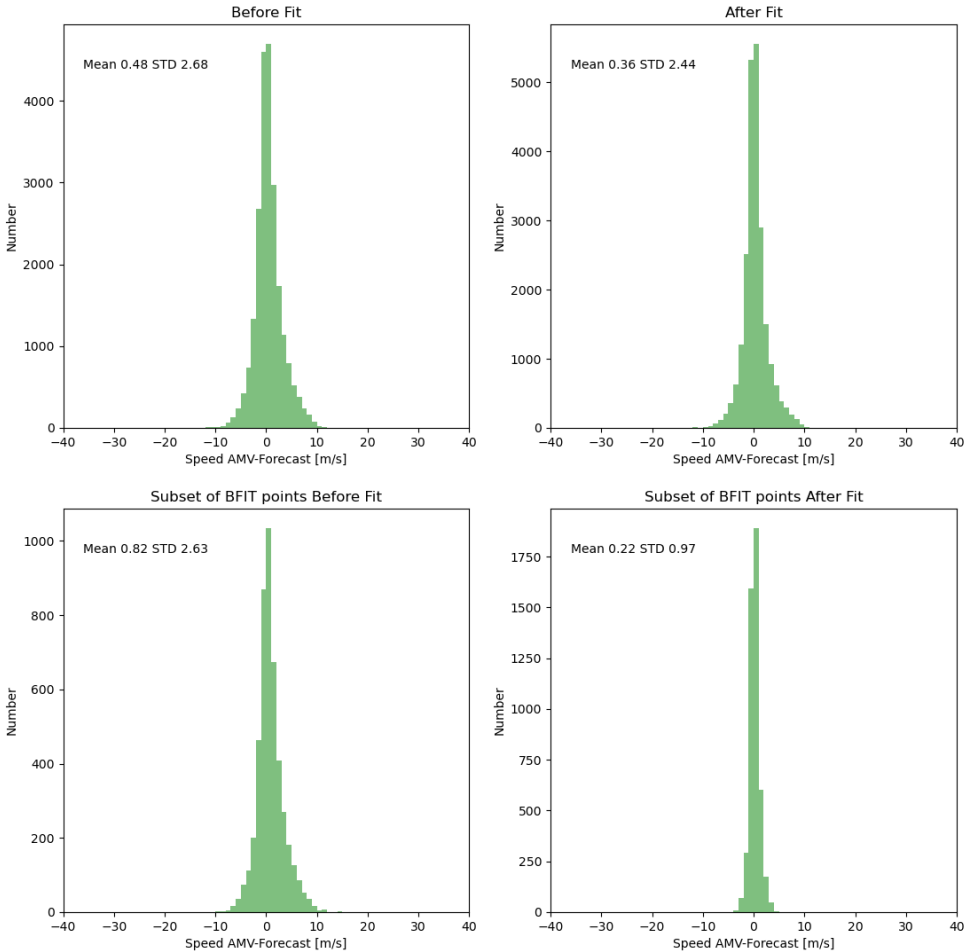 Before Fit
Mean 0.48 STD 2.68
Number
4000
3000
2000
1000
0
−40 −30 −20 −10 0 10 20 30 40
Speed AMV-Forecast [m/s]
After Fit
Mean 0.36 STD 2.44
Number
5000
4000
3000
2000
1000
0
−40 −30 −20 −10 0 10 20 30 40
Speed AMV-Forecast [m/s]
Subset of BFIT points Before Fit
Mean 0.82 STD 2.63
Number
1000
800
600
400
200
0
−40 −30 −20 −10 0 10 20 30 40
Speed AMV-Forecast [m/s]
Subset of BFIT points After Fit
Mean 0.22 STD 0.97
Number
1750
1500
1250
1000
750
500
250
0
−40 −30 −20 −10 0 10 20 30 40
Speed AMV-Forecast [m/s]